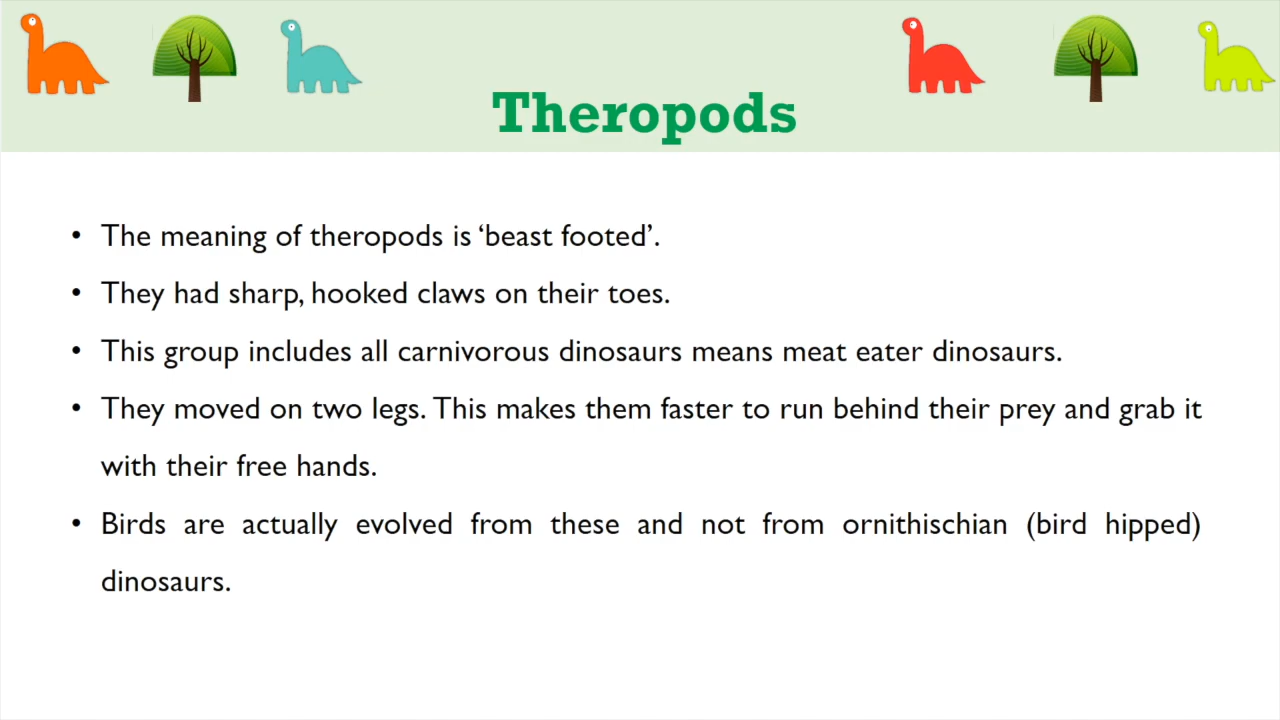 Theropods
• The meaning of theropods is ‘beast footed’.
• They had sharp, hooked claws on their toes.
• This group includes all carnivorous dinosaurs means meat eater dinosaurs.
• They moved on two legs. This makes them faster to run behind their prey and grab it
with their free hands.
• Birds are actually evolved from these and not from ornithischian (bird hipped)
dinosaurs.